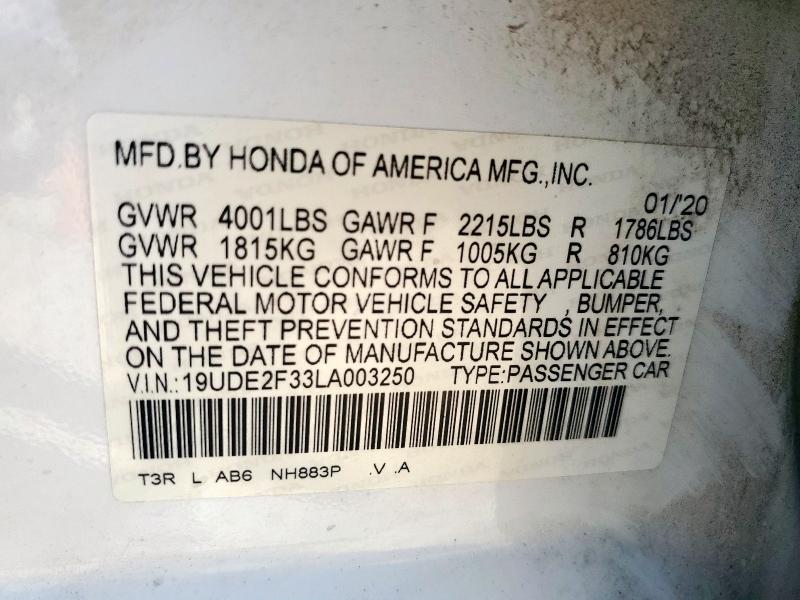 MFD.BY HONDA OF AMERICA MFG.,INC.
01/'20
GVWR 4001LBS GAWR F 2215LBS R 1786LBS
GVWR 1815KG GAWR F 1005KG R 810KG
THIS VEHICLE CONFORMS TO ALL APPLICABLE
FEDERAL MOTOR VEHICLE SAFETY , BUMPER,
AND THEFT PREVENTION STANDARDS IN EFFECT
ON THE DATE OF MANUFACTURE SHOWN ABOVE.
V.I.N.:19UDE2F33LA003250 TYPE:PASSENGER CAR
T3R L AB6 NH883P .V .A